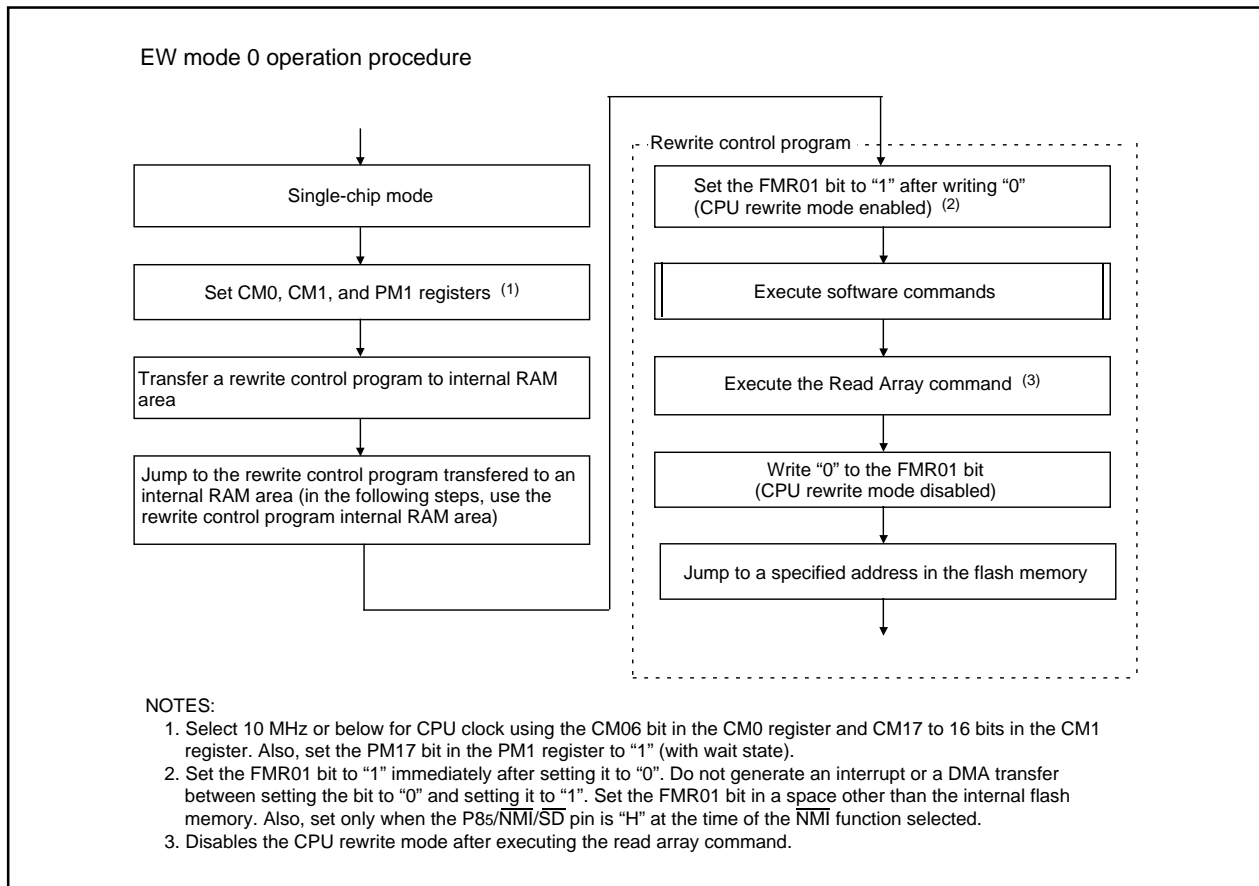 EW mode 0 operation procedure
Single-chip mode
Set CM0, CM1, and PM1 registers (1)
Transfer a rewrite control program to internal RAM
area
Jump to the rewrite control program transfered to an
internal RAM area (in the following steps, use the
rewrite control program internal RAM area)
Rewrite control program
Set the FMR01 bit to “1” after writing “0”
(CPU rewrite mode enabled) (2)
Execute software commands
Execute the Read Array command (3)
Write “0” to the FMR01 bit
(CPU rewrite mode disabled)
Jump to a specified address in the flash memory
NOTES:
1. Select 10 MHz or below for CPU clock using the CM06 bit in the CM0 register and CM17 to 16 bits in the CM1
register. Also, set the PM17 bit in the PM1 register to “1” (with wait state).
2. Set the FMR01 bit to “1” immediately after setting it to “0”. Do not generate an interrupt or a DMA transfer
between setting the bit to “0” and setting it to “1”. Set the FMR01 bit in a space other than the internal flash
memory. Also, set only when the P85/NMI/SD pin is “H” at the time of the NMI function selected.
3. Disables the CPU rewrite mode after executing the read array command.